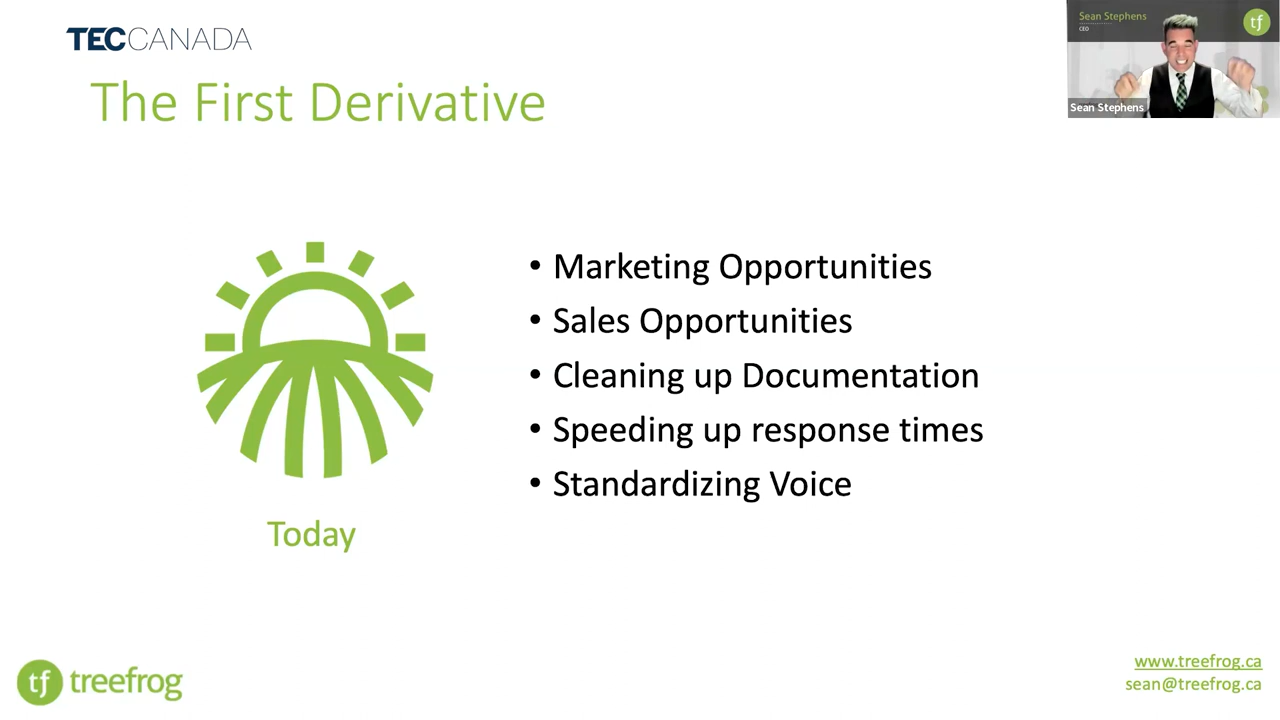 TECCANADA
The First Derivative
Sean Stephens
CEO
tf
Sean Stephens
• Marketing Opportunities
• Sales Opportunities
• Cleaning up Documentation
• Speeding up response times
• Standardizing Voice
Today
tf treefrog
www.treefrog.ca
sean@treefrog.ca